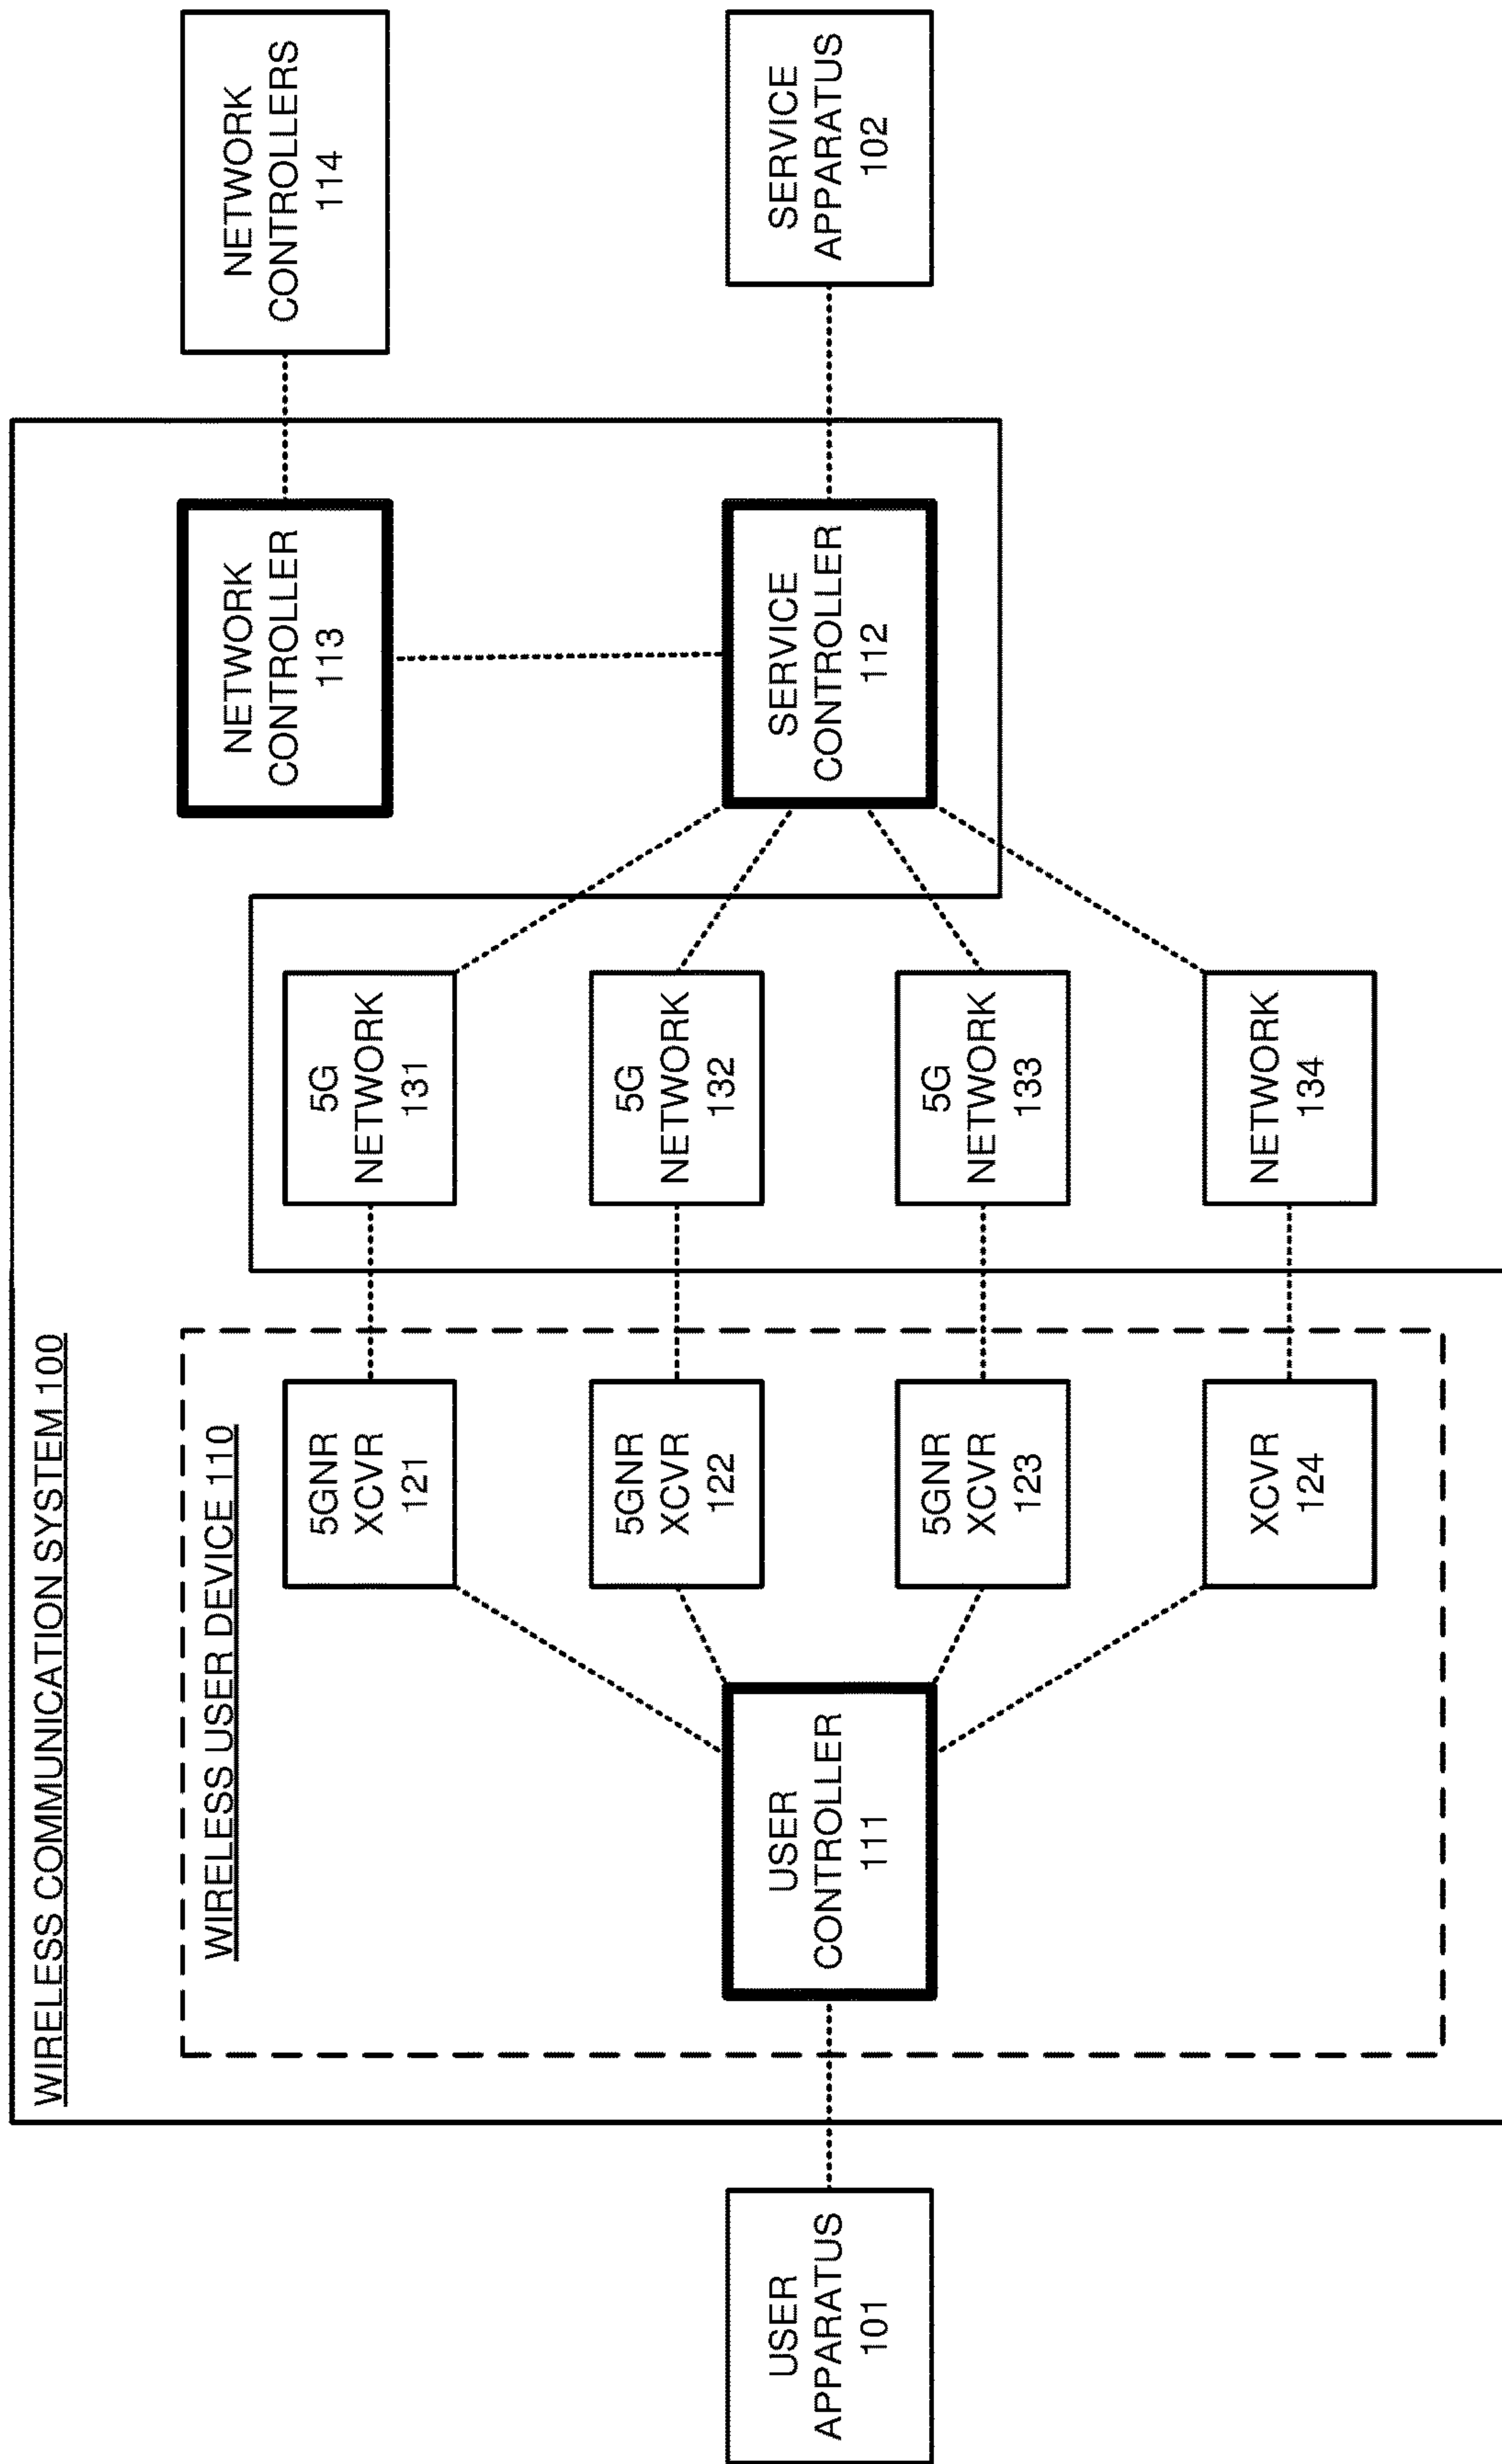 WIRELESS COMMUNICATION SYSTEM 100
WIRELESS USER DEVICE 110
USER
APPARATUS
101
USER
CONTROLLER
111
5GNR
XCVR
121
5GNR
XCVR
122
5GNR
XCVR
123
XCVR
124
5G
NETWORK
131
5G
NETWORK
132
5G
NETWORK
133
NETWORK
134
NETWORK
CONTROLLER
113
SERVICE
CONTROLLER
112
NETWORK
CONTROLLERS
114
SERVICE
APPARATUS
102